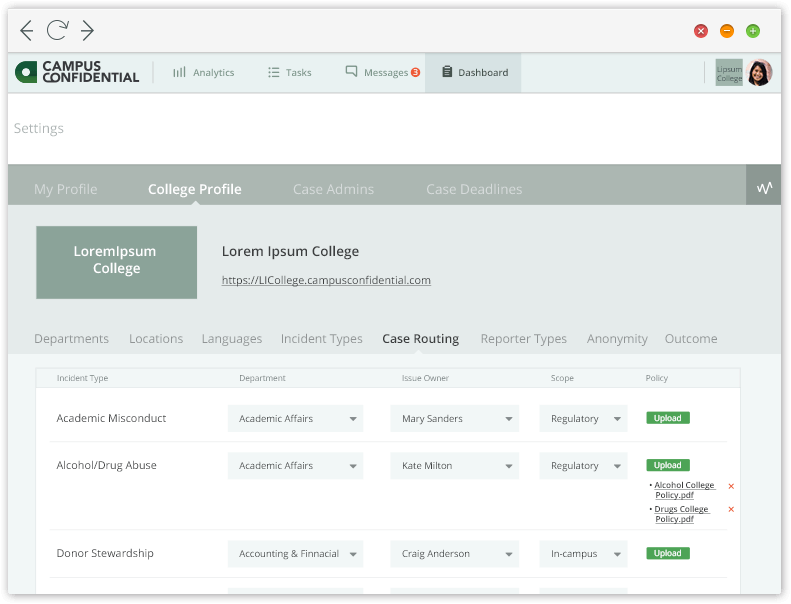 CAMPUS
CONFIDENTIAL
Analytics
Tasks
Messages 3
Dashboard
Lipsum
College
Settings
My Profile
College Profile
Case Admins
Case Deadlines
LoremIpsum
College
Lorem Ipsum College
https://LICollege.campusconfidential.com
Departments
Locations
Languages
Incident Types
Case Routing
Reporter Types
Anonymity
Outcome
Incident Type
Department
Issue Owner
Scope
Policy
Academic Misconduct
Academic Affairs
Mary Sanders
Regulatory
Upload
Alcohol/Drug Abuse
Academic Affairs
Kate Milton
Regulatory
Upload
• Alcohol College
Policy.pdf
• Drugs College
Policy.pdf
Donor Stewardship
Acounting & Finnacial
Craig Anderson
In-campus
Upload